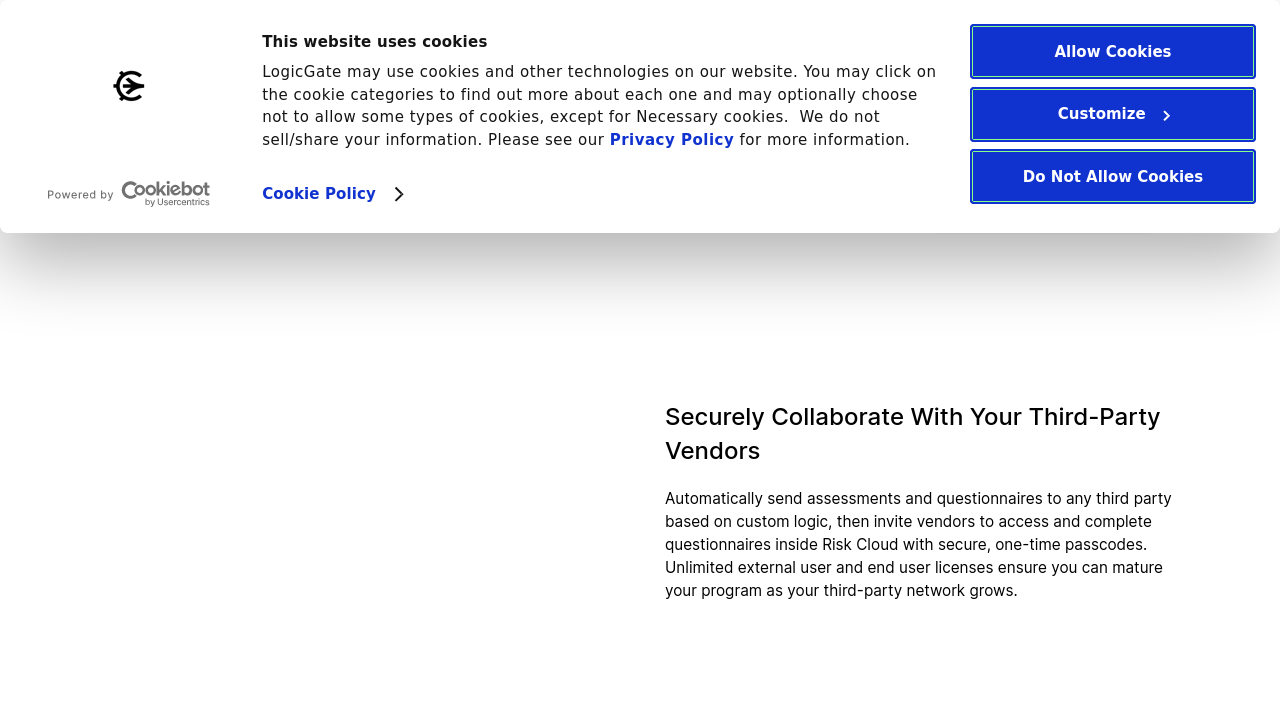 This website uses cookies
LogicGate may use cookies and other technologies on our website. You may click on
the cookie categories to find out more about each one and may optionally choose
not to allow some types of cookies, except for Necessary cookies.  We do not
sell/share your information. Please see our Privacy Policy for more information.
Cookie Policy
Powered by Cookiebot
by Usercentrics
Allow Cookies
Customize
Do Not Allow Cookies
Securely Collaborate With Your Third-Party
Vendors
Automatically send assessments and questionnaires to any third party
based on custom logic, then invite vendors to access and complete
questionnaires inside Risk Cloud with secure, one-time passcodes.
Unlimited external user and end user licenses ensure you can mature
your program as your third-party network grows.